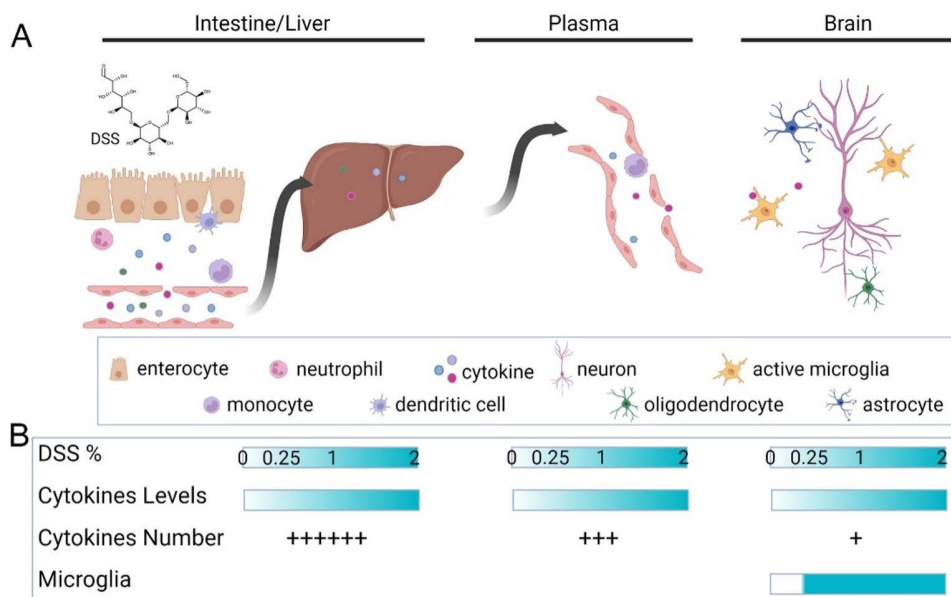 A
Intestine/Liver Plasma Brain
DSS
enterocyte neutrophil cytokine neuron active microglia
monocyte dendritic cell oligodendrocyte astrocyte
B
DSS % 0 0.25 1 2 0 0.25 1 2 0 0.25 1 2
Cytokines Levels
Cytokines Number ++++++ +++ +
Microglia